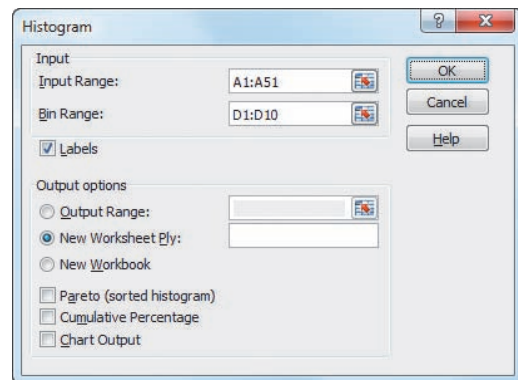 Histogram
Input
Input Range: A1:A51
Bin Range: D1:D10
Labels
Output options
Output Range:
New Worksheet Ply:
New Workbook
Pareto (sorted histogram)
Cumulative Percentage
Chart Output
?
X
OK
Cancel
Help